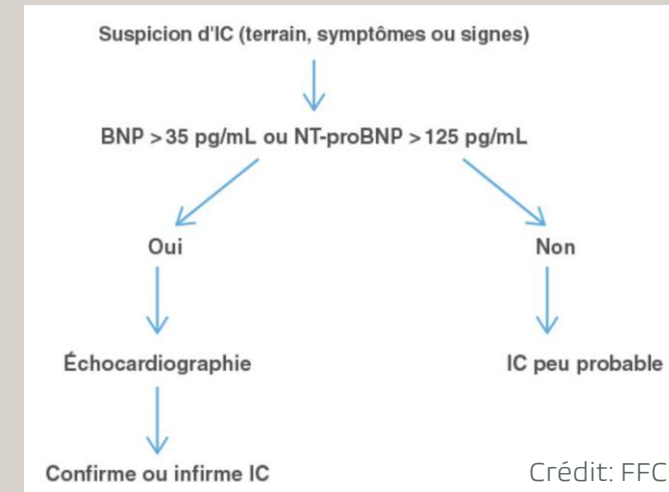 Suspicion d'IC (terrain, symptômes ou signes)
BNP > 35 pg/mL ou NT-proBNP > 125 pg/mL
Oui
Non
Échocardiographie
IC peu probable
Confirme ou infirme IC
Crédit: FFC